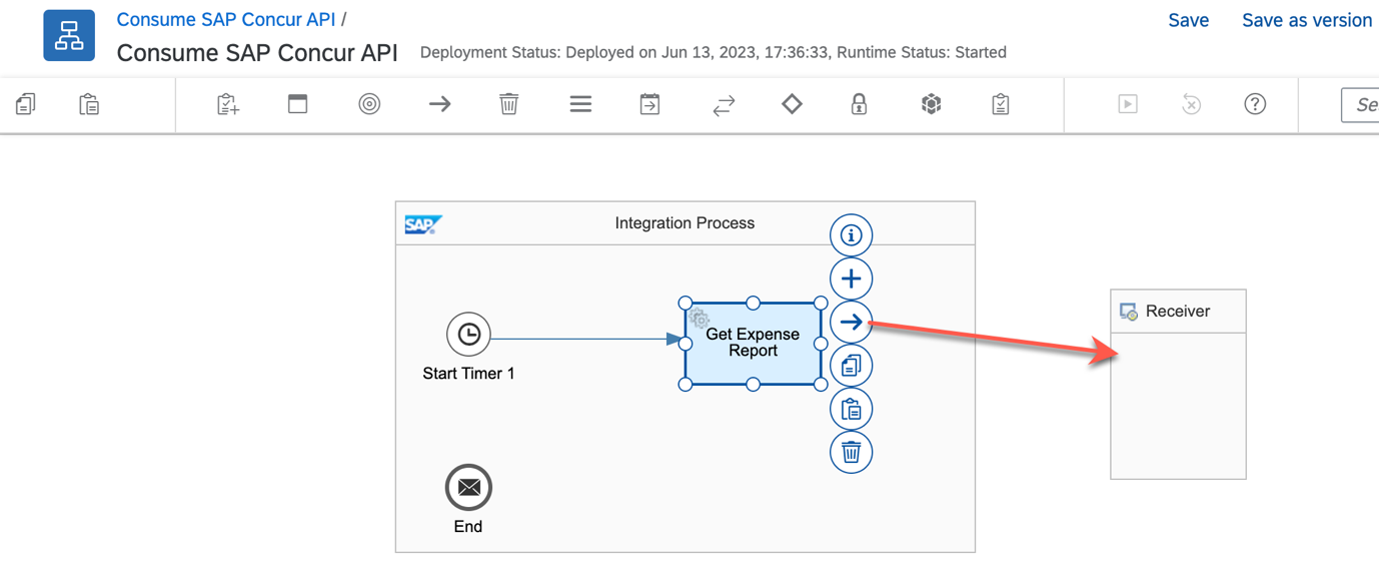 Consume SAP Concur API /
Save Save as version
Consume SAP Concur API Deployment Status: Deployed on Jun 13, 2023, 17:36:33, Runtime Status: Started
Se
SAP Integration Process
Receiver
Get Expense
Report
Start Timer 1
End